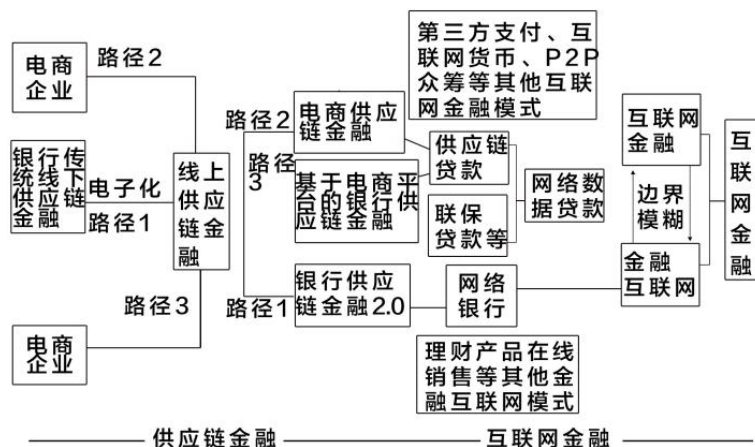 电商
企业
路径2
银行传
统线下
供应链
金融
电子化
路径1
线上
供应
链金
融
路径3
电商
企业
第三方支付、互
联网货币、P2P
众筹等其他互联
网金融模式
路径2
路径
3
路径1
电商供应
链金融
基于电商平
台的银行供
应链金融
银行供应
链金融2.0
供应链
贷款
联保
贷款等
网络数
据贷款
网络
银行
理财产品在线
销售等其他金
融互联网模式
互联网
金融
边界
模糊
金融
互联网
互
联
网
金
融
供应链金融
互联网金融